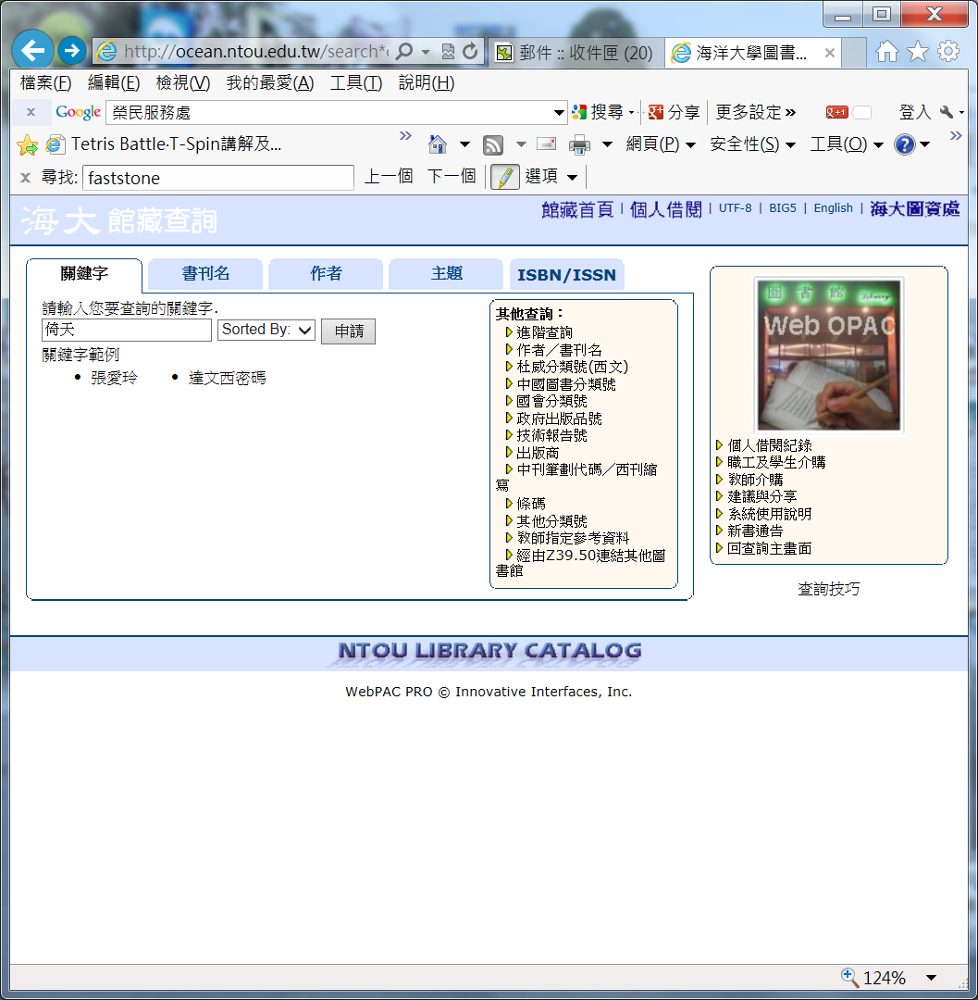 http://ocean.ntou.edu.tw/search*
郵件 :: 收件匣 (20)
海洋大學圖書...
檔案(F) 編輯(E) 檢視(V) 我的最愛(A) 工具(T) 說明(H)
x Google 榮民服務處 搜尋 分享 更多設定 » +1 登入
Tetris Battle‧T-Spin講解及... » 網頁(P) 安全性(S) 工具(O) »
x 尋找: faststone 上一個 下一個 選項
海大 館藏查詢
館藏首頁 | 個人借閱 | UTF-8 | BIG5 | English | 海大圖資處
關鍵字 書刊名 作者 主題 ISBN/ISSN
請輸入您要查詢的關鍵字.
倚天 Sorted By: 申請
關鍵字範例
• 張愛玲 • 達文西密碼
其他查詢：
進階查詢
作者／書刊名
杜威分類號(西文)
中國圖書分類號
國會分類號
政府出版品號
技術報告號
出版商
中刊筆劃代碼／西刊縮
寫
條碼
其他分類號
教師指定參考資料
經由Z39.50連結其他圖
書館
圖書館 Library
Web OPAC
個人借閱紀錄
職工及學生介購
教師介購
建議與分享
系統使用說明
新書通告
回查詢主畫面
查詢技巧
NTOU LIBRARY CATALOG
WebPAC PRO © Innovative Interfaces, Inc.
124%